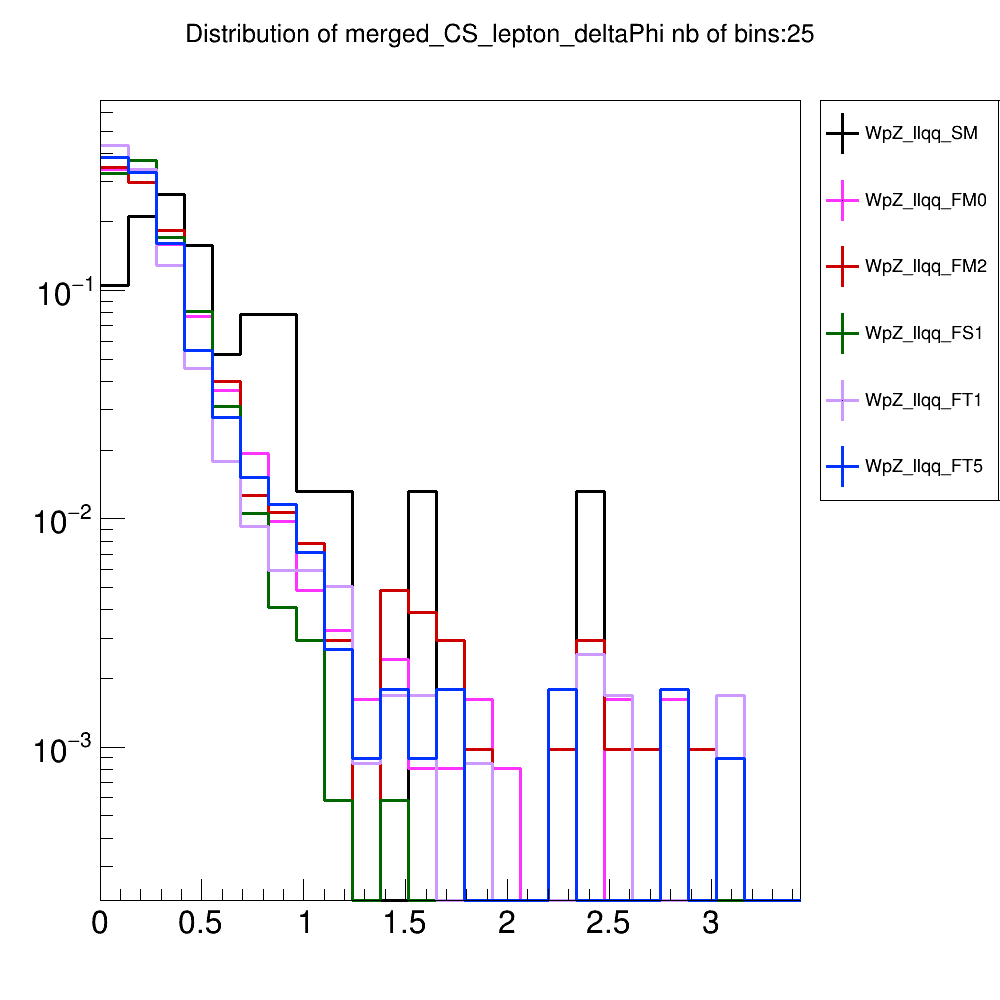 Distribution of merged_CS_lepton_deltaPhi nb of bins:25
WpZ_llqq_SM
WpZ_llqq_FM0
WpZ_llqq_FM2
WpZ_llqq_FS1
WpZ_llqq_FT1
WpZ_llqq_FT5
10⁻¹
10⁻²
10⁻³
0 0.5 1 1.5 2 2.5 3